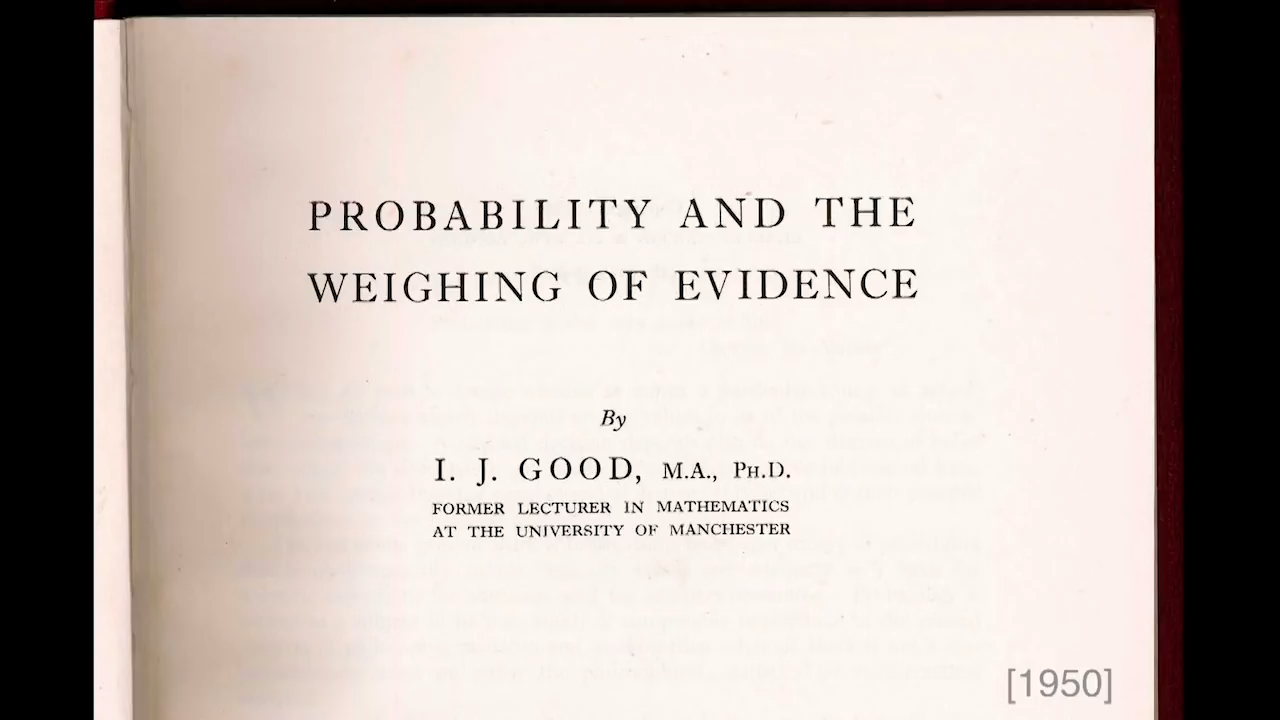 PROBABILITY AND THE
WEIGHING OF EVIDENCE
By
I. J. GOOD, M.A., Ph.D.
FORMER LECTURER IN MATHEMATICS
AT THE UNIVERSITY OF MANCHESTER
[1950]